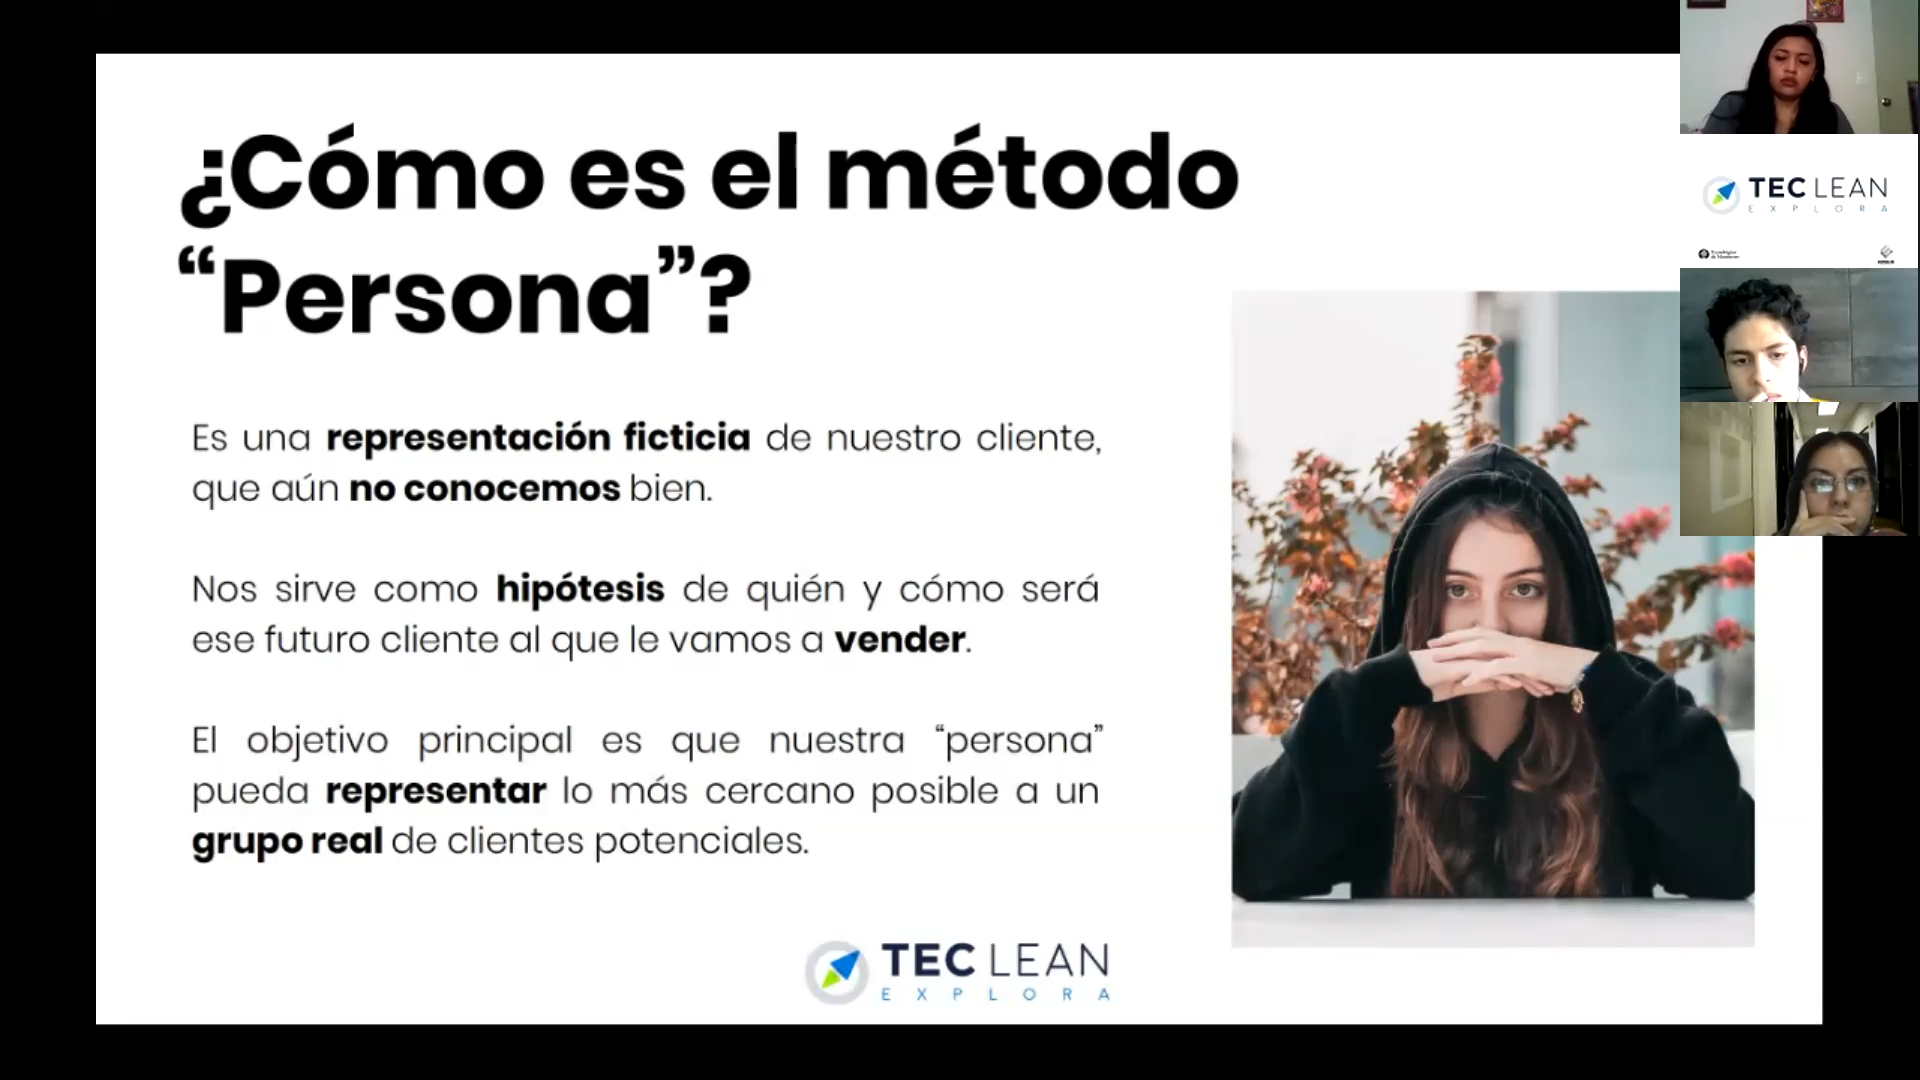 ¿Cómo es el método
“Persona”?
Es una representación ficticia de nuestro cliente,
que aún no conocemos bien.
Nos sirve como hipótesis de quién y cómo será
ese futuro cliente al que le vamos a vender.
El objetivo principal es que nuestra “persona”
pueda representar lo más cercano posible a un
grupo real de clientes potenciales.
TEC LEAN
EXPLORA
TEC LEAN
EXPLORA
Tecnológico
de Monterrey